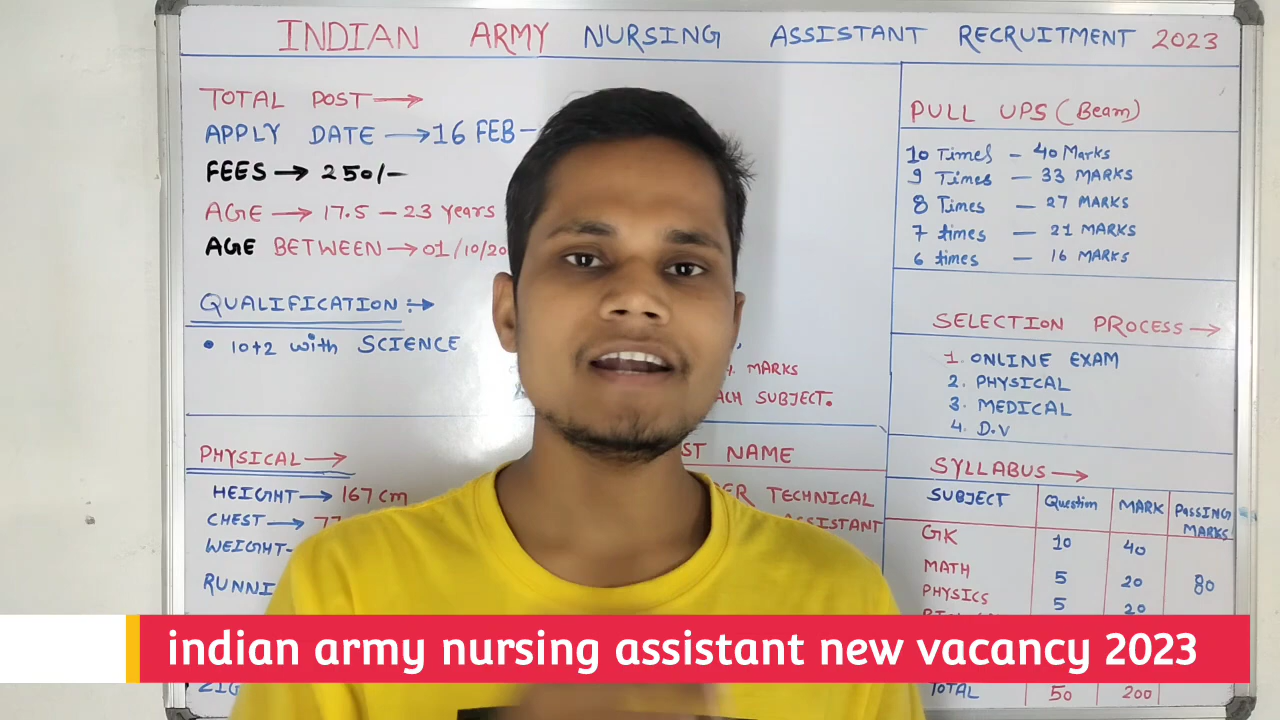 INDIAN ARMY NURSING ASSISTANT RECRUITMENT 2023
TOTAL POST →
APPLY DATE → 16 FEB -
FEES → 250/-
AGE → 17.5 - 23 Years
AGE BETWEEN → 01/10/20
QUALIFICATION :→
• 10+2 with SCIENCE
MARKS
SUBJECT.
PHYSICAL →
HEIGHT → 167 cm
CHEST → 77
WEIGHT -
NAME
TECHNICAL
PULL UPS (Beam)
10 Times - 40 Marks
9 Times - 33 MARKS
8 Times - 27 MARKS
7 times - 21 MARKS
6 times - 16 MARKS
SELECTION PROCESS →
1. ONLINE EXAM
2. PHYSICAL
3. MEDICAL
4. D.V
SYLLABUS →
SUBJECT Question MARK PASSING MARKS
GK 10 40
MATH 5 20 80
PHYSICS 5 20
TOTAL 50 200
indian army nursing assistant new vacancy 2023